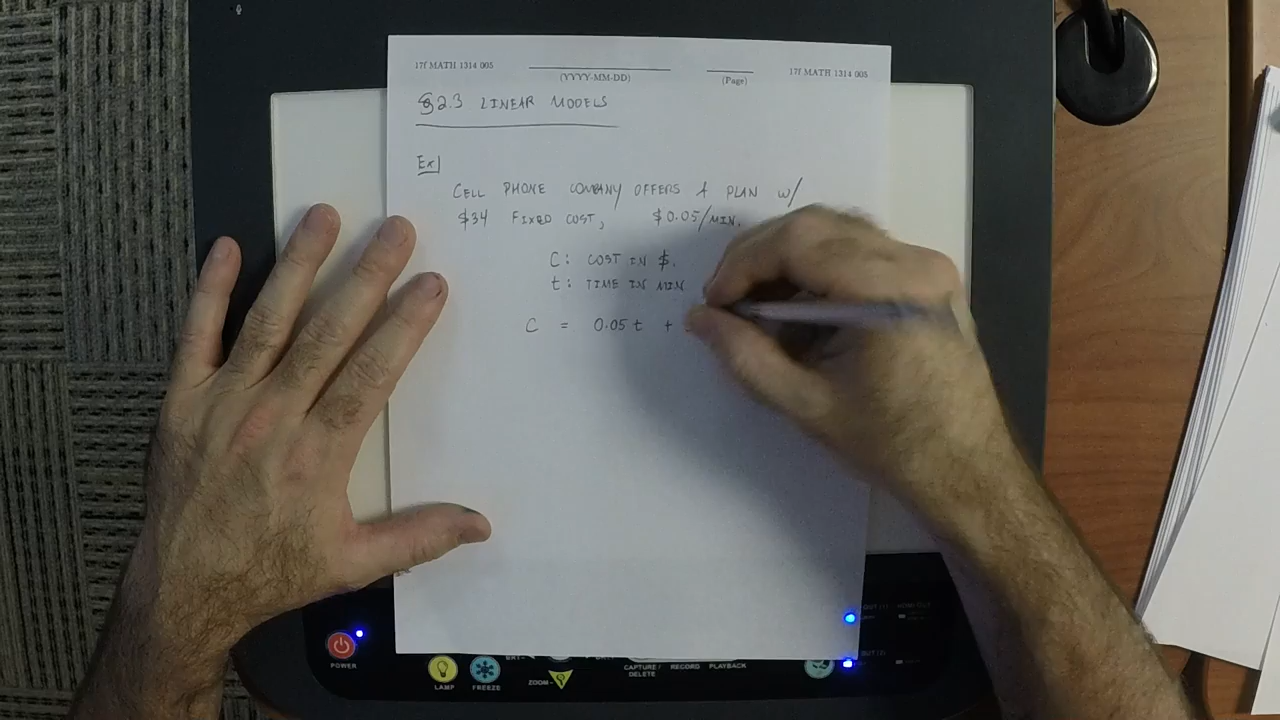 17f MATH 1314 005
(YYYY-MM-DD)
(Page)
17f MATH 1314 005
§2.3 LINEAR MODELS
Ex1
CELL PHONE COMPANY OFFERS A PLAN W/
$34 FIXED COST, $0.05/MIN.
C: COST IN $.
t: TIME IN MIN
C = 0.05 t +
POWER
LAMP
FREEZE
ZOOM-
CAPTURE /
DELETE
RECORD
PLAYBACK